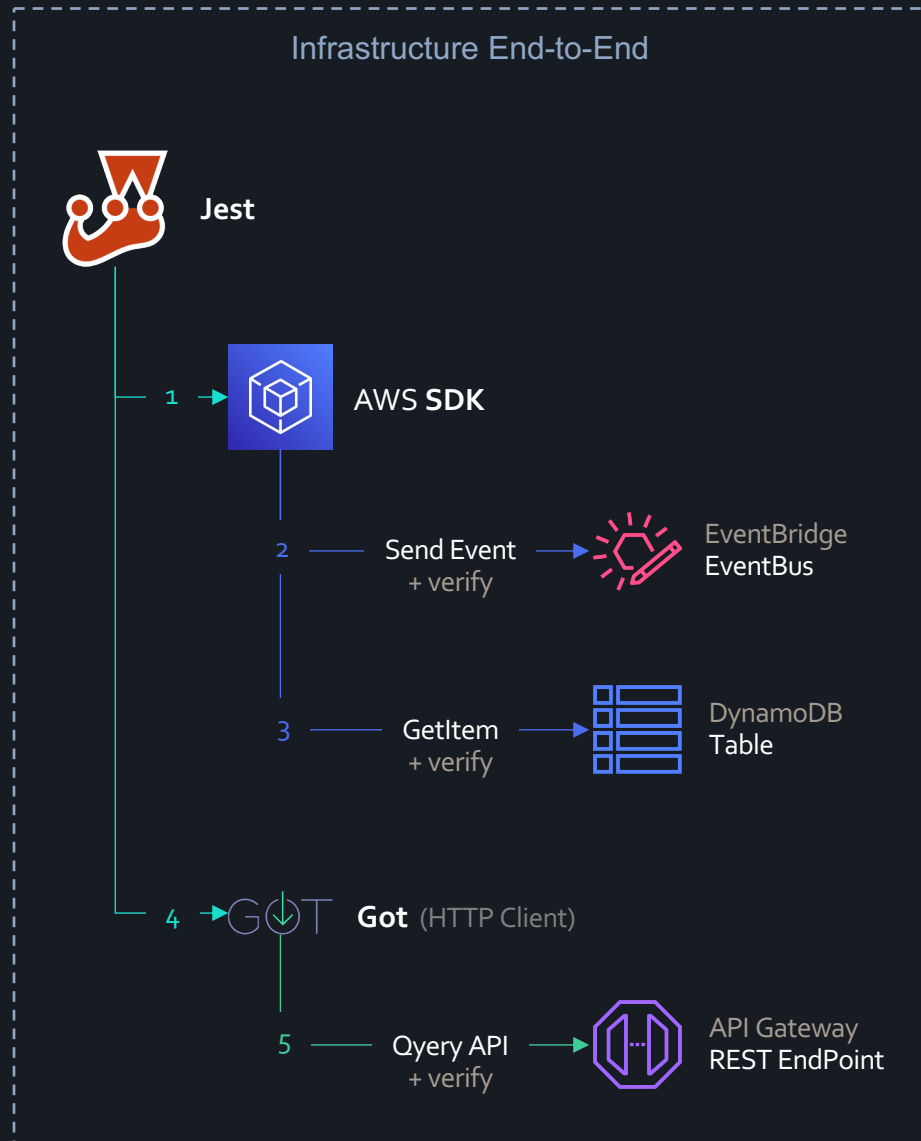 Infrastructure End-to-End
Jest
1
AWS SDK
2
Send Event
+ verify
EventBridge
EventBus
3
GetItem
+ verify
DynamoDB
Table
4
GOT
Got (HTTP Client)
5
Qyery API
+ verify
API Gateway
REST EndPoint